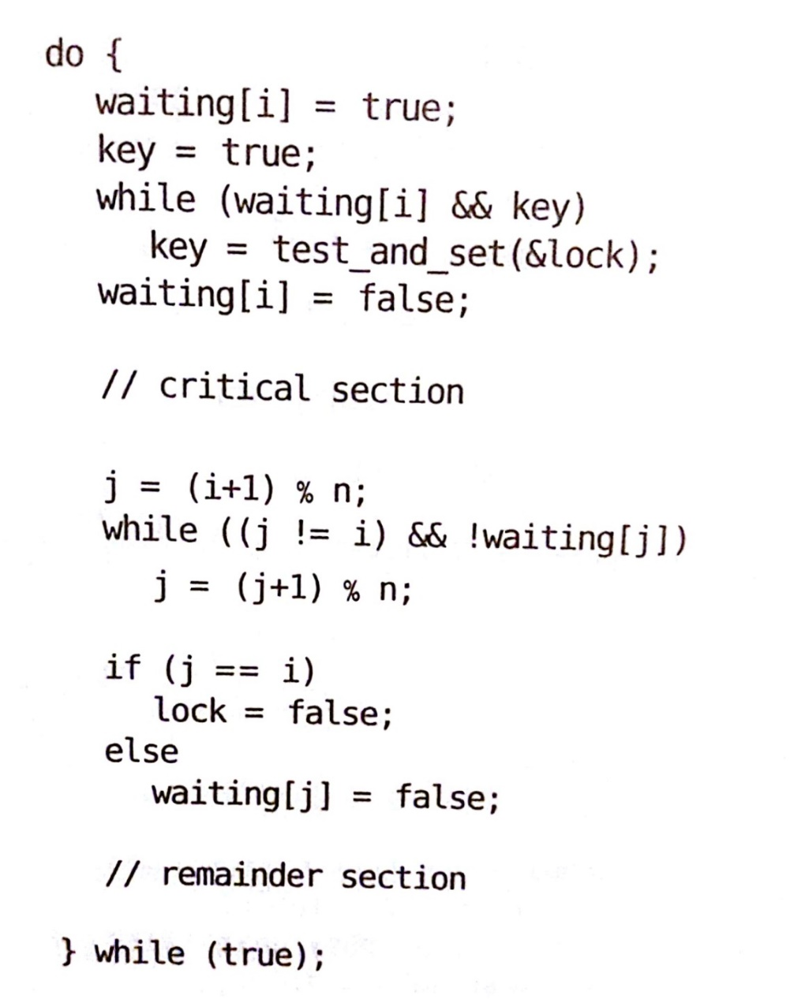 do {
waiting[i] = true;
key = true;
while (waiting[i] && key)
key = test_and_set(&lock);
waiting[i] = false;
// critical section
j = (i+1) % n;
while ((j != i) && !waiting[j])
j = (j+1) % n;
if (j == i)
lock = false;
else
waiting[j] = false;
// remainder section
} while (true);